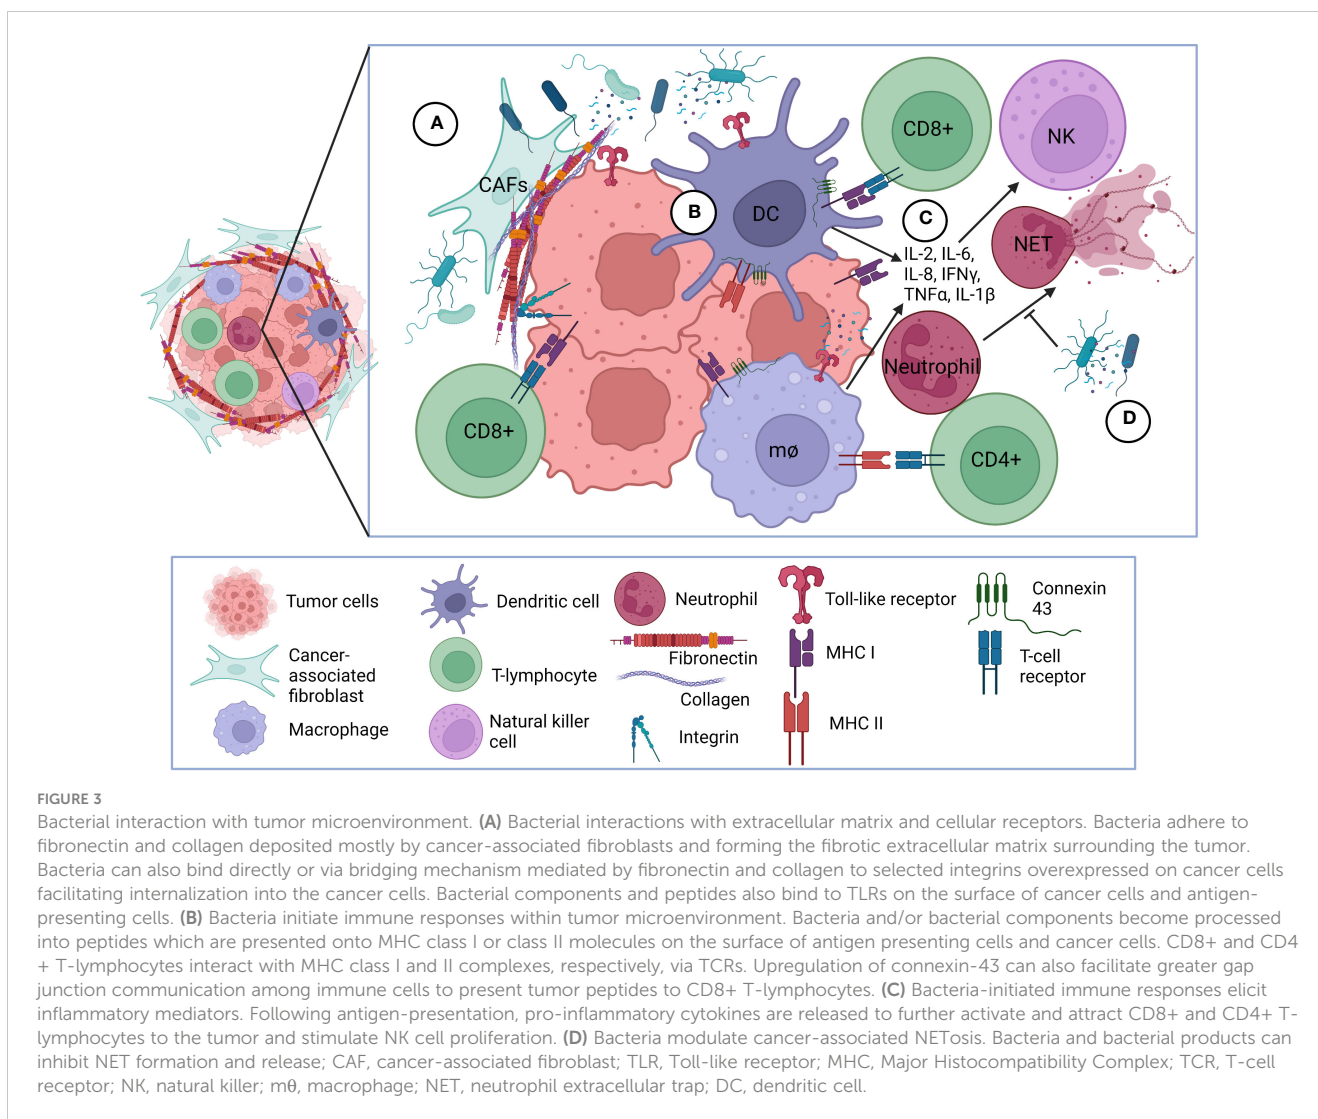 A
CAFs
B
DC
CD8+
NK
C
NET
IL-2, IL-6,
IL-8, IFNγ,
TNFα, IL-1β
Neutrophil
D
CD8+
mø
CD4+
Tumor cells
Dendritic cell
Neutrophil
Toll-like receptor
Connexin
43
Cancer-
associated
fibroblast
T-lymphocyte
Fibronectin
Collagen
MHC I
T-cell
receptor
Macrophage
Natural killer
cell
Integrin
MHC II
FIGURE 3
Bacterial interaction with tumor microenvironment. (A) Bacterial interactions with extracellular matrix and cellular receptors. Bacteria adhere to
fibronectin and collagen deposited mostly by cancer-associated fibroblasts and forming the fibrotic extracellular matrix surrounding the tumor.
Bacteria can also bind directly or via bridging mechanism mediated by fibronectin and collagen to selected integrins overexpressed on cancer cells
facilitating internalization into the cancer cells. Bacterial components and peptides also bind to TLRs on the surface of cancer cells and antigen-
presenting cells. (B) Bacteria initiate immune responses within tumor microenvironment. Bacteria and/or bacterial components become processed
into peptides which are presented onto MHC class I or class II molecules on the surface of antigen presenting cells and cancer cells. CD8+ and CD4
+ T-lymphocytes interact with MHC class I and II complexes, respectively, via TCRs. Upregulation of connexin-43 can also facilitate greater gap
junction communication among immune cells to present tumor peptides to CD8+ T-lymphocytes. (C) Bacteria-initiated immune responses elicit
inflammatory mediators. Following antigen-presentation, pro-inflammatory cytokines are released to further activate and attract CD8+ and CD4+ T-
lymphocytes to the tumor and stimulate NK cell proliferation. (D) Bacteria modulate cancer-associated NETosis. Bacteria and bacterial products can
inhibit NET formation and release; CAF, cancer-associated fibroblast; TLR, Toll-like receptor; MHC, Major Histocompatibility Complex; TCR, T-cell
receptor; NK, natural killer; mθ, macrophage; NET, neutrophil extracellular trap; DC, dendritic cell.